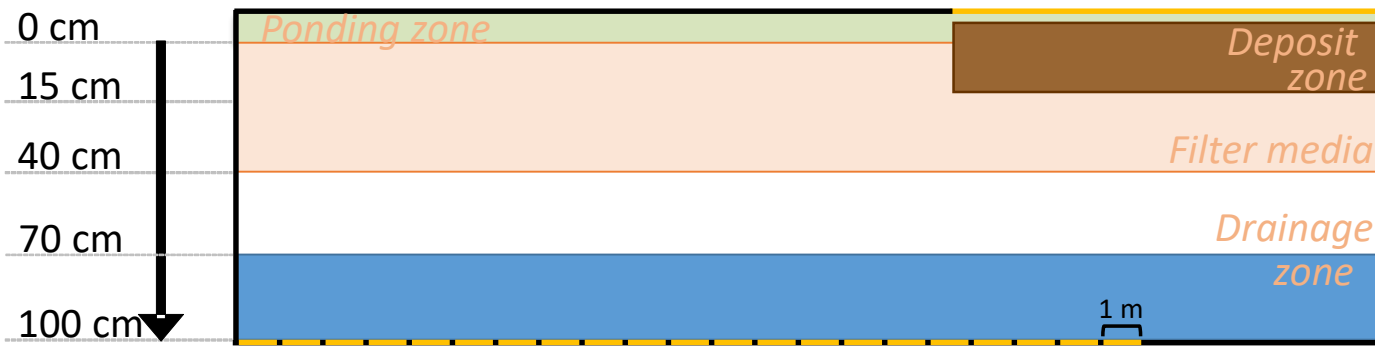 0 cm
Ponding zone
Deposit
zone
15 cm
40 cm
Filter media
70 cm
Drainage
zone
100 cm
1 m